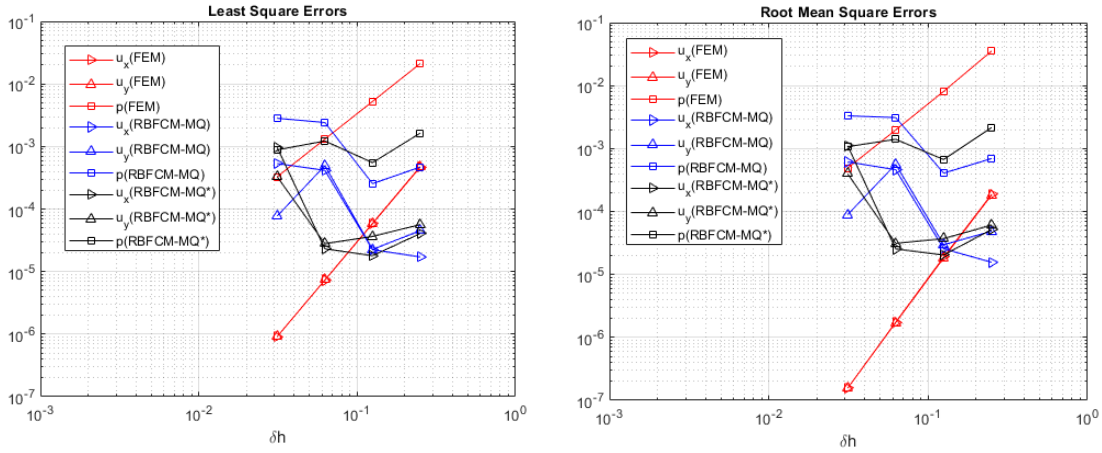 Least Square Errors
10^-1
10^-2
10^-3
10^-4
10^-5
10^-6
10^-7
u_x(FEM)
u_y(FEM)
p(FEM)
u_x(RBFCM-MQ)
u_y(RBFCM-MQ)
p(RBFCM-MQ)
u_x(RBFCM-MQ*)
u_y(RBFCM-MQ*)
p(RBFCM-MQ*)
10^-3 10^-2 10^-1 10^0
δh
Root Mean Square Errors
10^-1
10^-2
10^-3
10^-4
10^-5
10^-6
10^-7
u_x(FEM)
u_y(FEM)
p(FEM)
u_x(RBFCM-MQ)
u_y(RBFCM-MQ)
p(RBFCM-MQ)
u_x(RBFCM-MQ*)
u_y(RBFCM-MQ*)
p(RBFCM-MQ*)
10^-3 10^-2 10^-1 10^0
δh